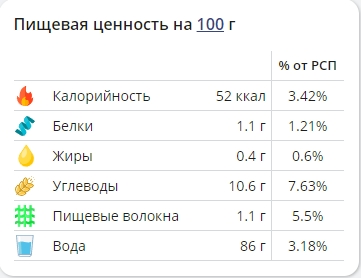 Пищевая ценность на 100 г
% от РСП
Калорийность 52 ккал 3.42%
Белки 1.1 г 1.21%
Жиры 0.4 г 0.6%
Углеводы 10.6 г 7.63%
Пищевые волокна 1.1 г 5.5%
Вода 86 г 3.18%